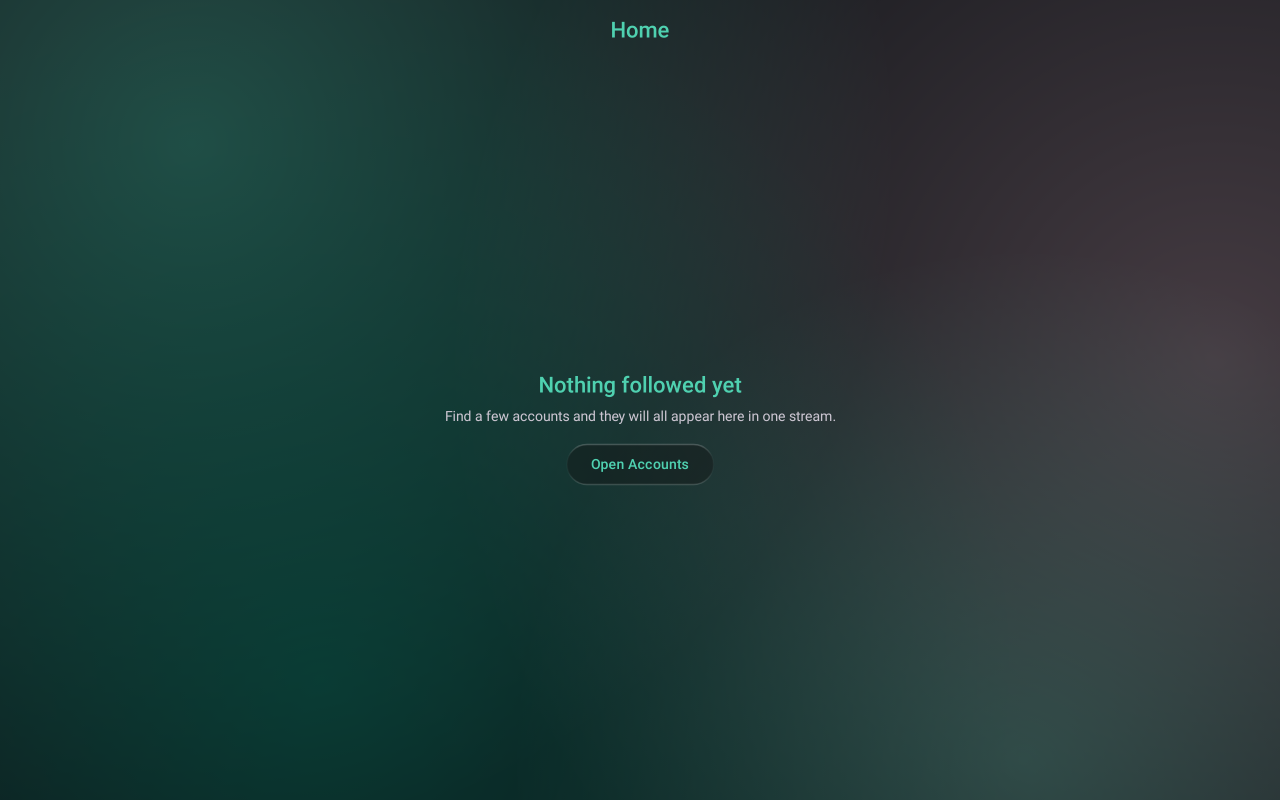 Home
Nothing followed yet
Find a few accounts and they will all appear here in one stream.
Open Accounts